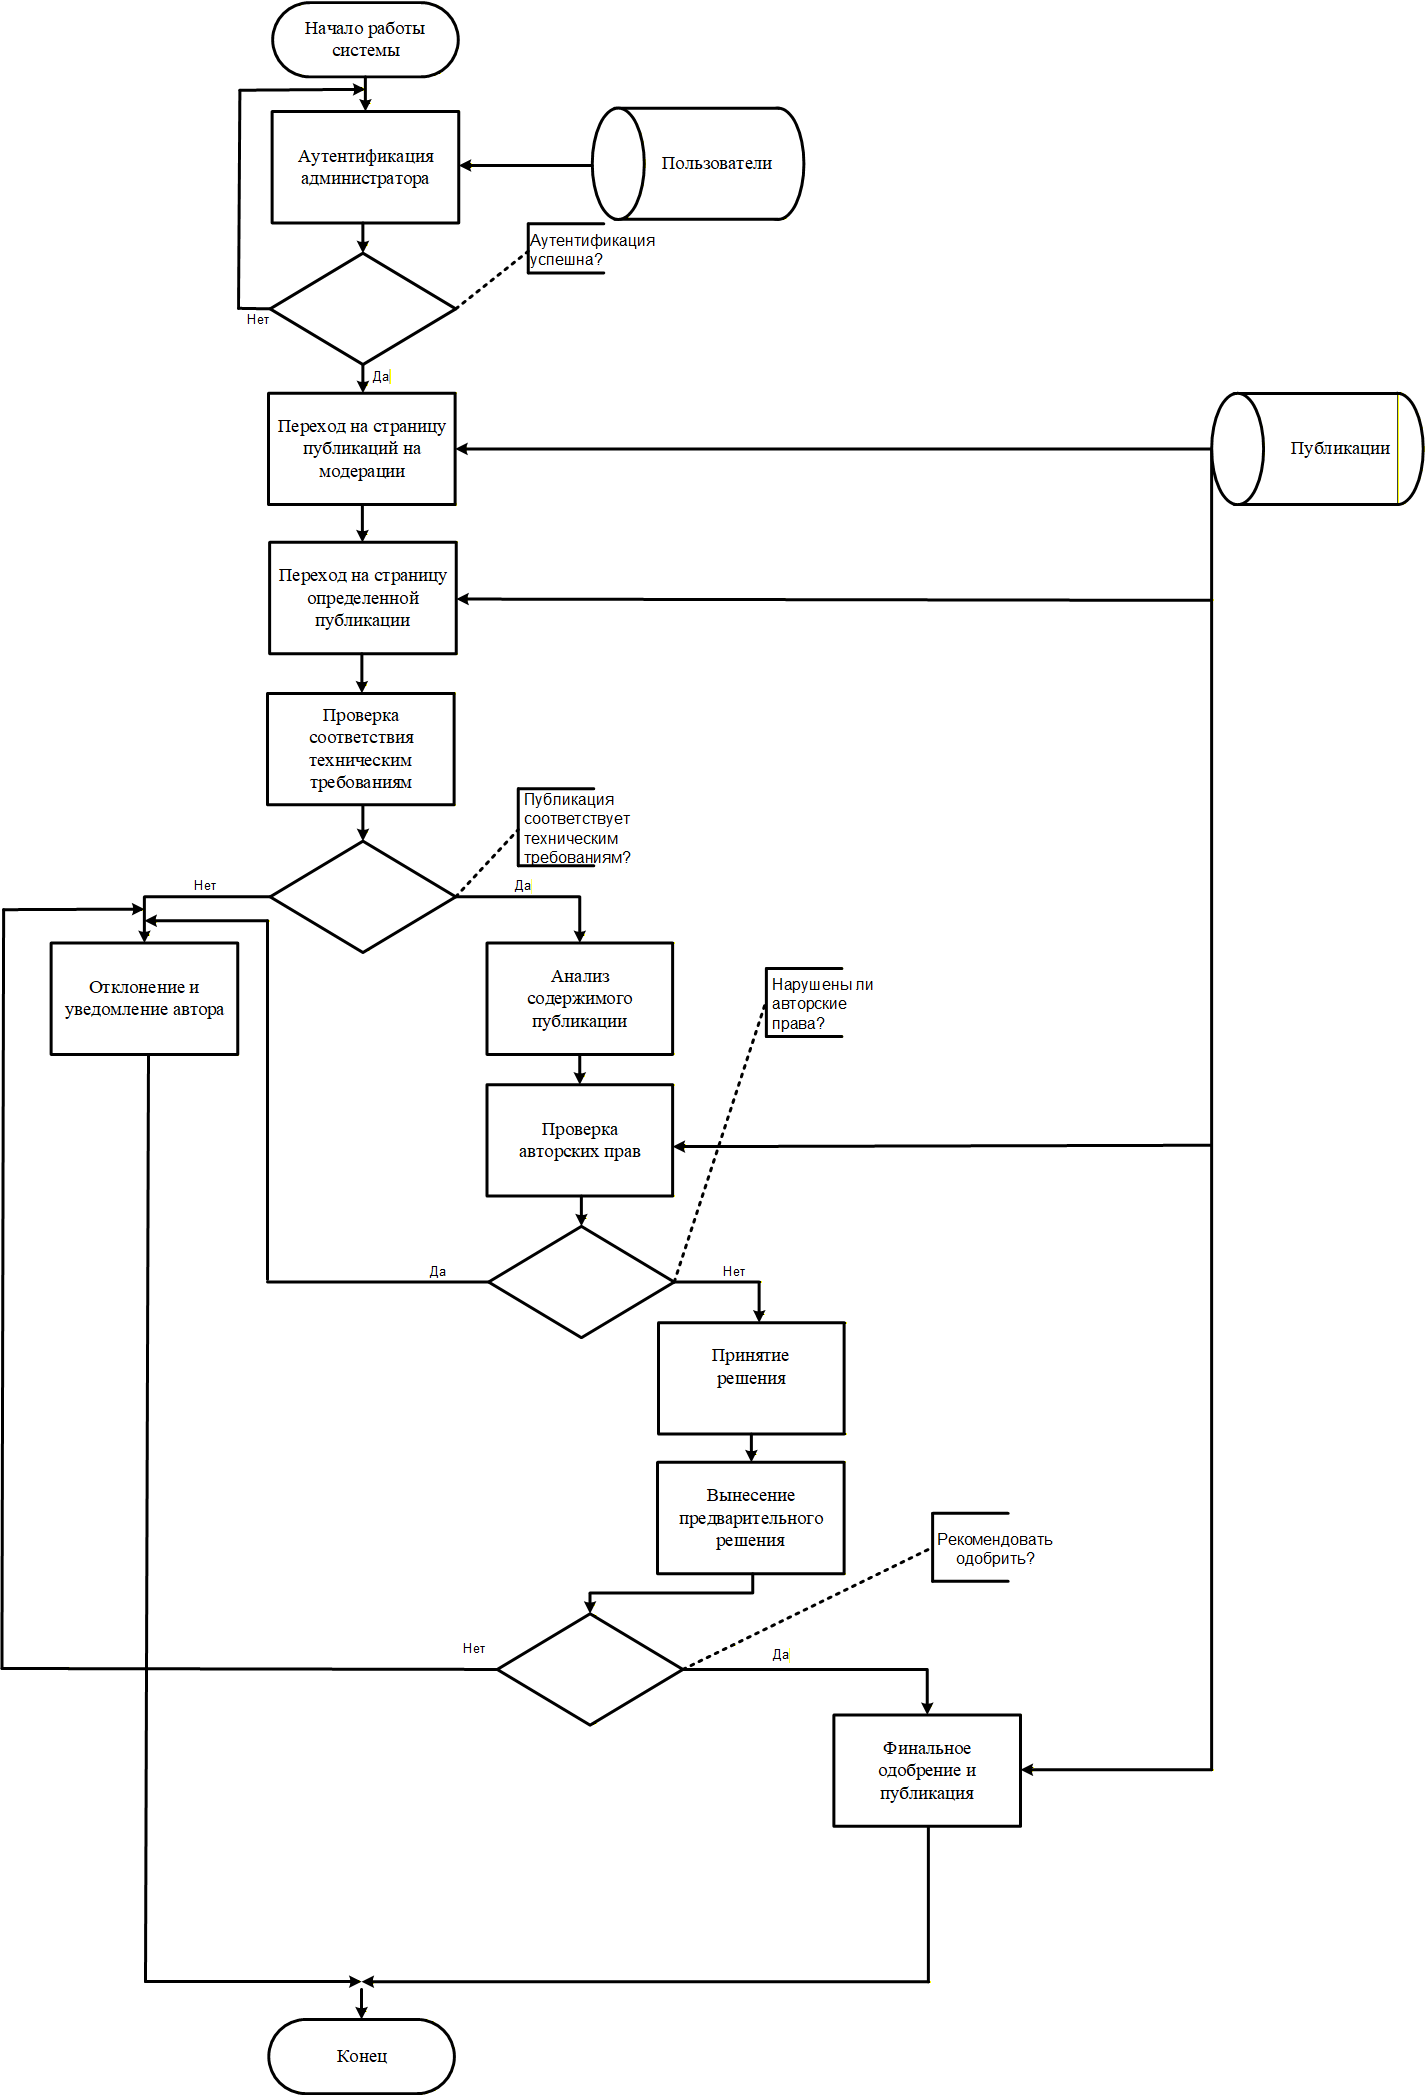 Начало работы
системы
Аутентификация
администратора
Пользователи
Аутентификация
успешна?
Нет
Да
Переход на страницу
публикаций на
модерации
Публикации
Переход на страницу
определенной
публикации
Проверка
соответствия
техническим
требованиям
Публикация
соответствует
техническим
требованиям?
Нет
Да
Отклонение и
уведомление автора
Анализ
содержимого
публикации
Нарушены ли
авторские
права?
Проверка
авторских прав
Да
Нет
Принятие
решения
Вынесение
предварительного
решения
Рекомендовать
одобрить?
Нет
Да
Финальное
одобрение и
публикация
Конец